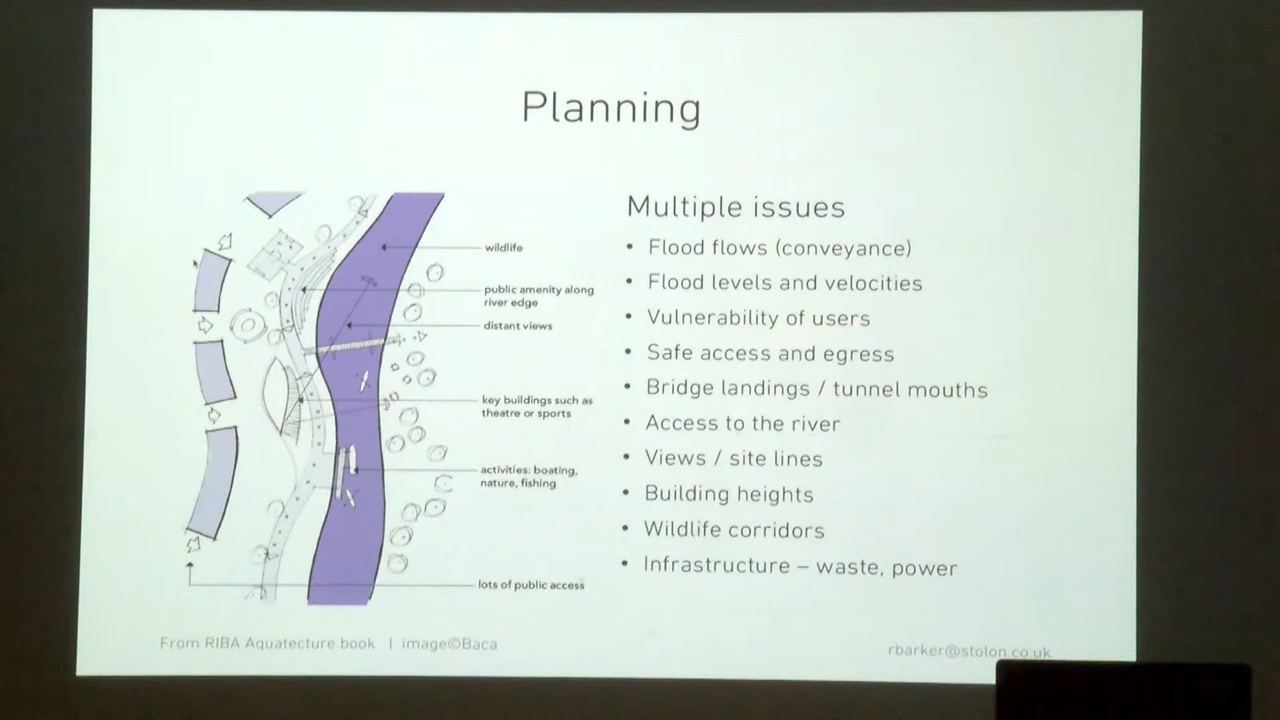 Planning
wildlife
public amenity along
river edge
distant views
key buildings such as
theatre or sports
activities: boating,
nature, fishing
lots of public access
Multiple issues
• Flood flows (conveyance)
• Flood levels and velocities
• Vulnerability of users
• Safe access and egress
• Bridge landings / tunnel mouths
• Access to the river
• Views / site lines
• Building heights
• Wildlife corridors
• Infrastructure – waste, power
From RIBA Aquatecture book | image©Baca
rbarker@stolon.co.uk